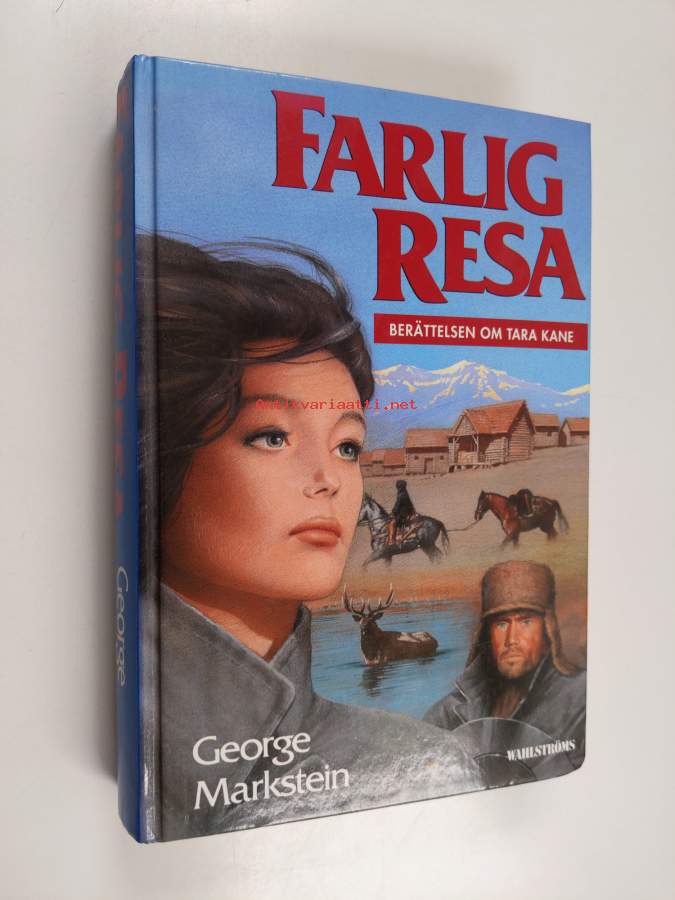 FARLIG
RESA
BERÄTTELSEN OM TARA KANE
Antikvariaatti.net
George
Markstein
WAHLSTRÖMS
George